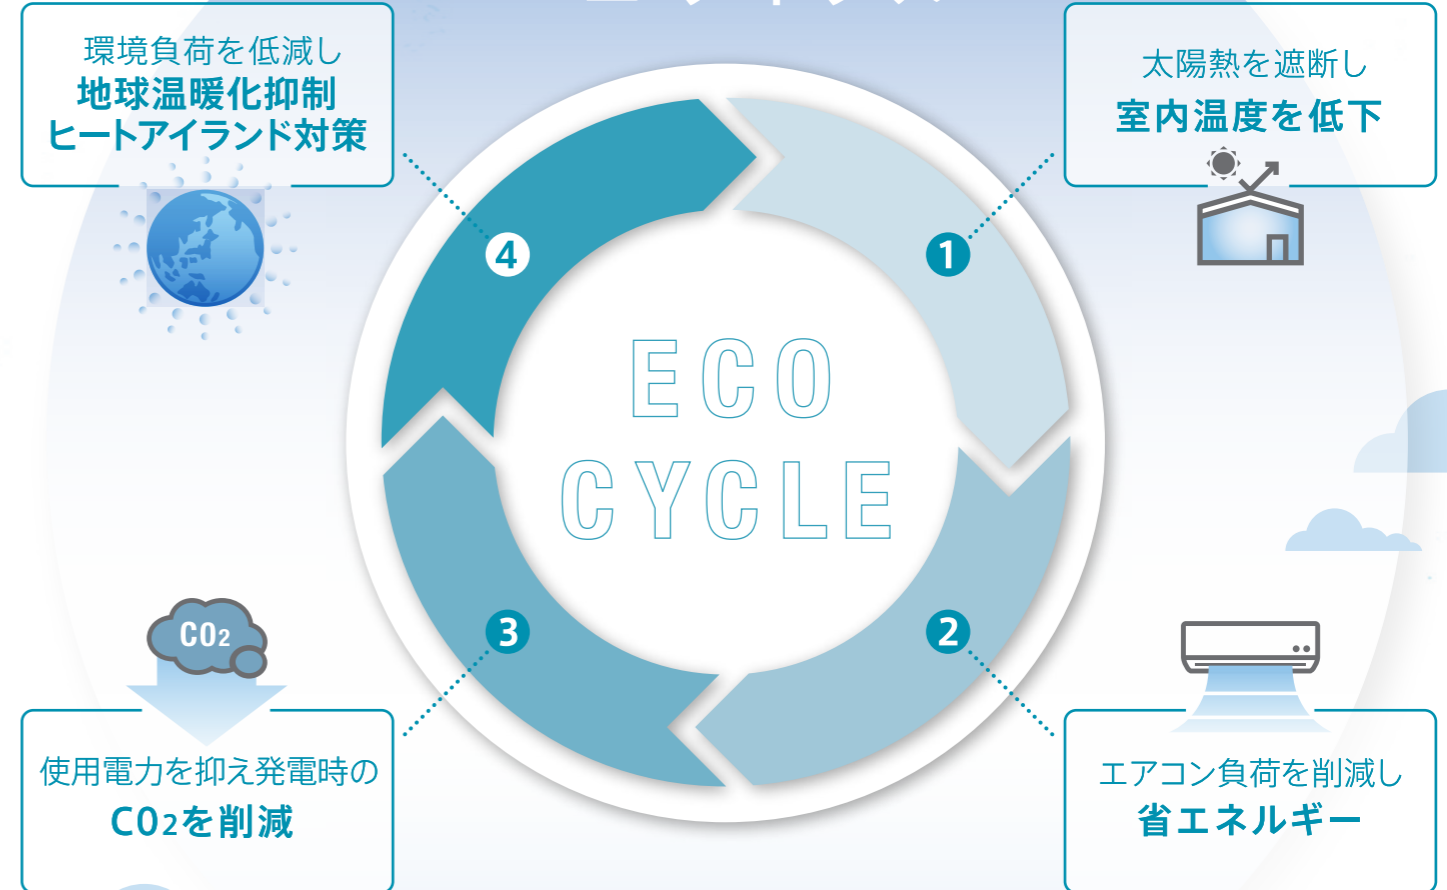 環境負荷を低減し
地球温暖化抑制
ヒートアイランド対策
太陽熱を遮断し
室内温度を低下
4
1
ECO
CYCLE
3
2
CO2
使用電力を抑え発電時の
CO2を削減
エアコン負荷を削減し
省エネルギー